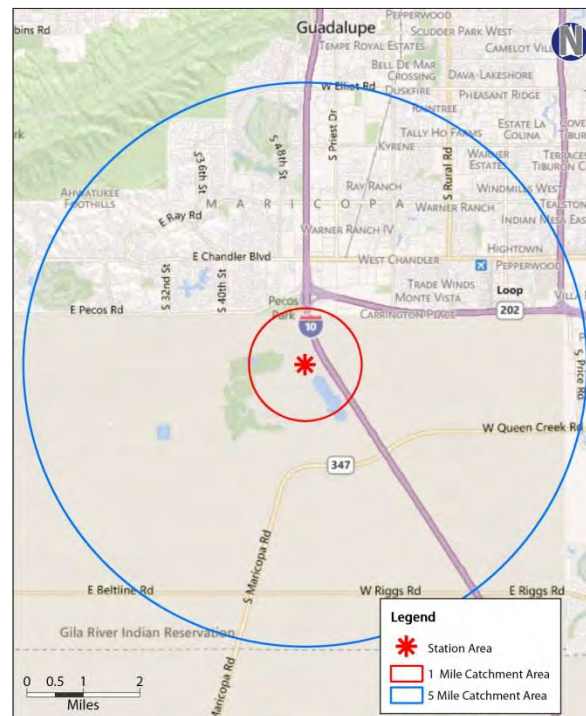 PEPPERWOOD
bins Rd
Guadalupe
SCUDDER PARK WEST
TEMPE ROYAL ESTATES
CAMELOT VIL
N
BELL DE MAR
CROSSING
DAVA-LAKESHORE
W Elliot Rd
DUSKFIRE
PHEASANT RIDGE
RAINTREE
ESTATE LA
COLINA
TALLY HO FARMS
KYRENE
WARNER
ESTATES
TERRACES
TIBURON C
S Priest Dr
S 48th St
S 36th St
S Rural Rd
RAY RANCH
WINDMILLS WEST
AHWATUKEE
FOOTHILLS
MARICOPA
WARNER RANCH
TEALSTON
INDIAN MESA EAST
E Ray Rd
WARNER RANCH IV
E Chandler Blvd
WEST CHANDLER
HIGHTOWN
PEPPERWOOD
S 32nd St
S 40th St
TRADE WINDS
MONTE VISTA
Loop
202
E Pecos Rd
Pecos
Park
CARRINGTON PLACE
10
S Price Rd
W Queen Creek Rd
347
S Maricopa Rd
E Beltline Rd
W Riggs Rd
E Riggs Rd
Gila River Indian Reservation
S Maricopa Rd
Legend
Station Area
1 Mile Catchment Area
5 Mile Catchment Area
0 .5 1 2
Miles